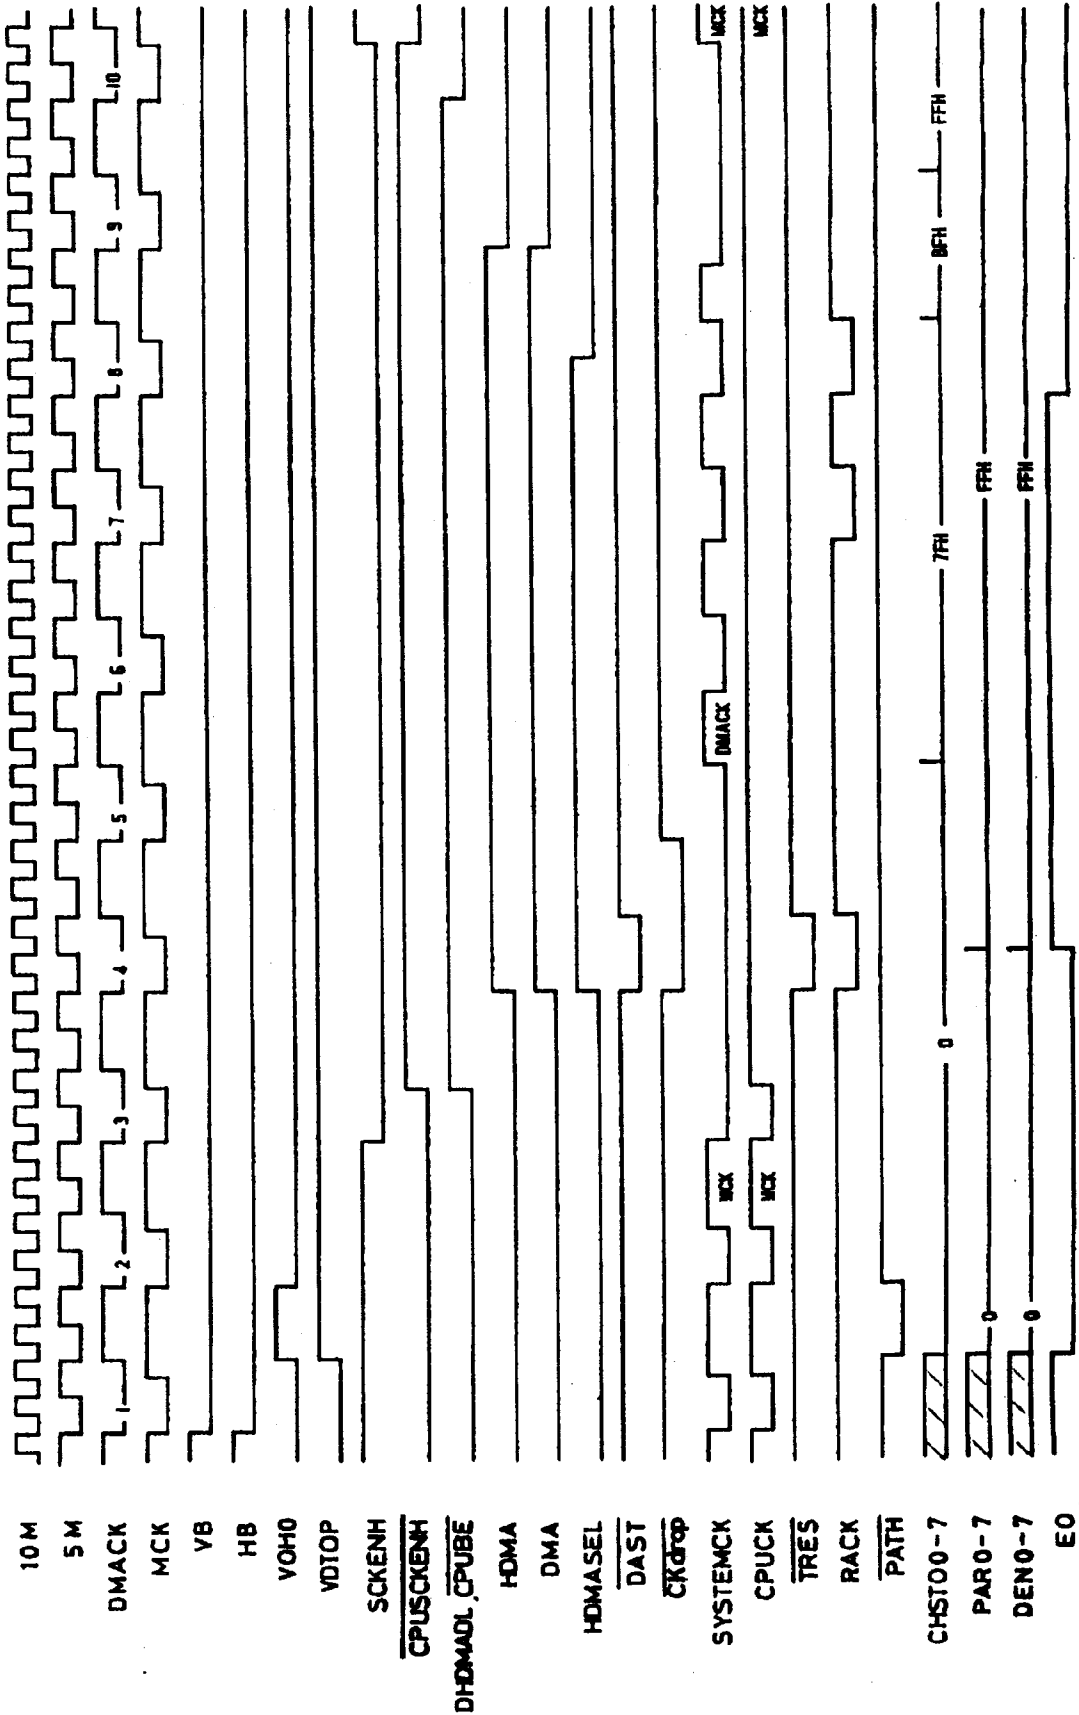 10M
5M
DMACK 1 2 3 4 5 6 7 8 9 10
MCK
VB
HB
VOHO
VDTOP
SCKENH
CPUSCKENH
DHDMADL, CPUBE
HDMA
DMA
HDMASEL
DAST
CKdrop
SYSTEMCK MCK DMACK MCK
CPUCK MCK MCK
TRES
RACK
PATH
CHST00-7 0 7FH BFH FFH
PAR0-7 0 FFH
DEN0-7 0 FFH
EO